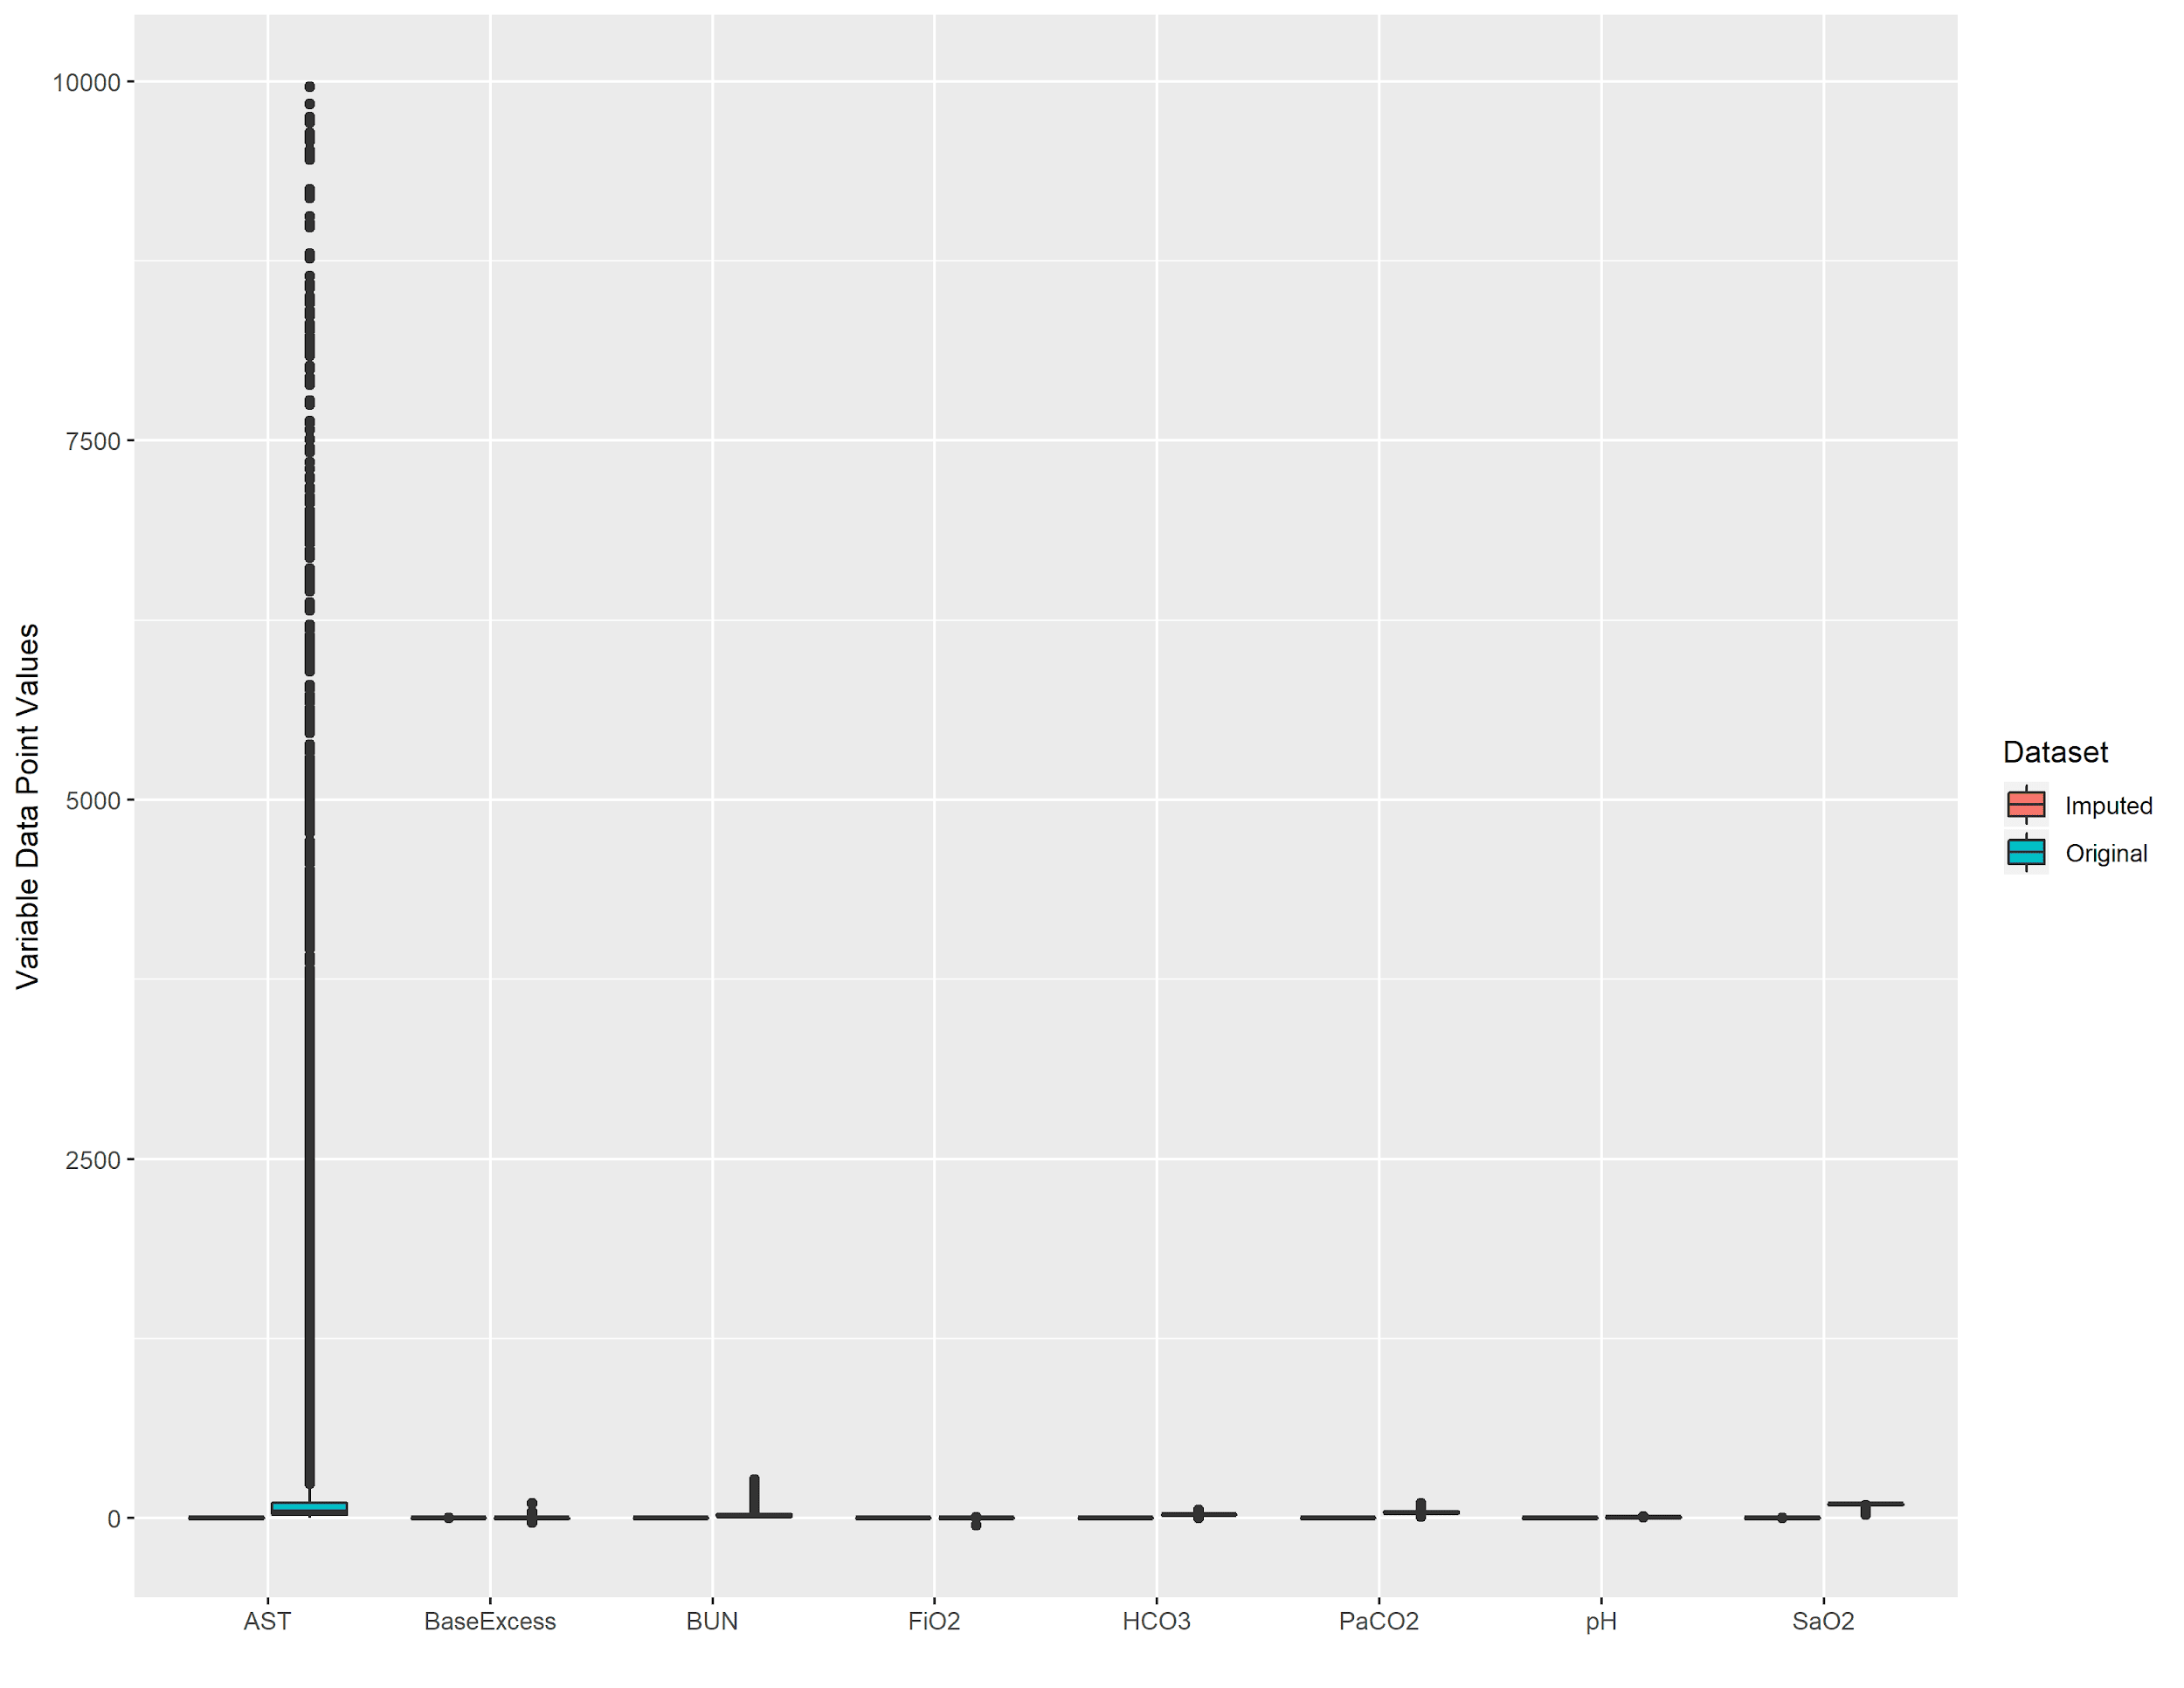 10000
7500
5000
2500
0
Variable Data Point Values
AST BaseExcess BUN FiO2 HCO3 PaCO2 pH SaO2
Dataset
Imputed
Original